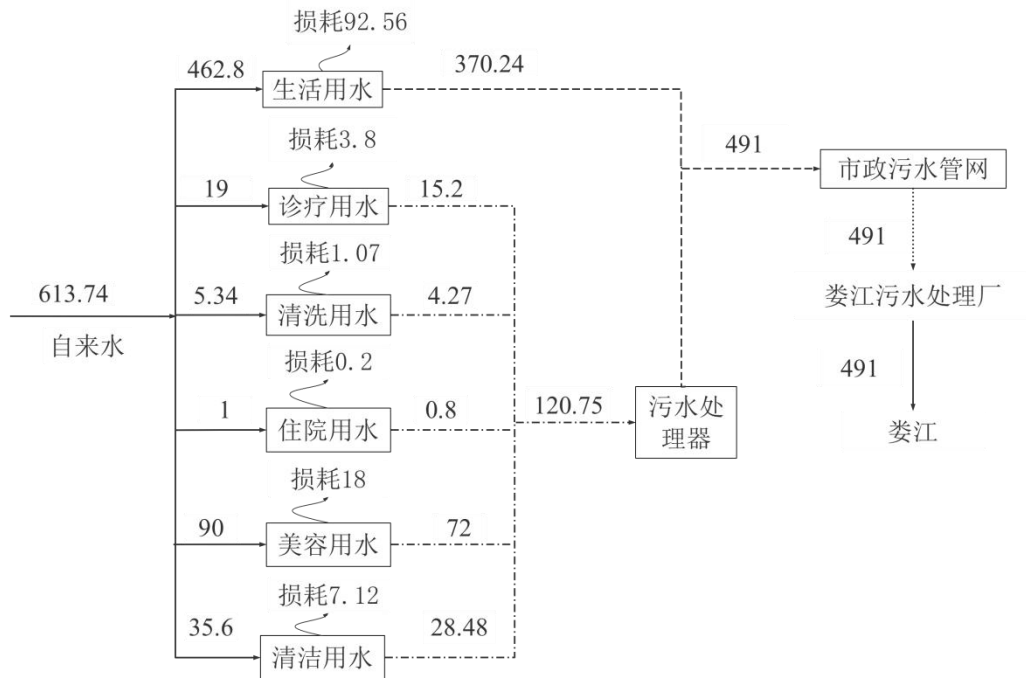 损耗92.56
462.8
生活用水
370.24
损耗3.8
19
诊疗用水
15.2
491
市政污水管网
损耗1.07
613.74
自来水
5.34
清洗用水
4.27
491
娄江污水处理厂
损耗0.2
1
住院用水
0.8
120.75
污水处
理器
491
娄江
损耗18
90
美容用水
72
损耗7.12
35.6
清洁用水
28.48